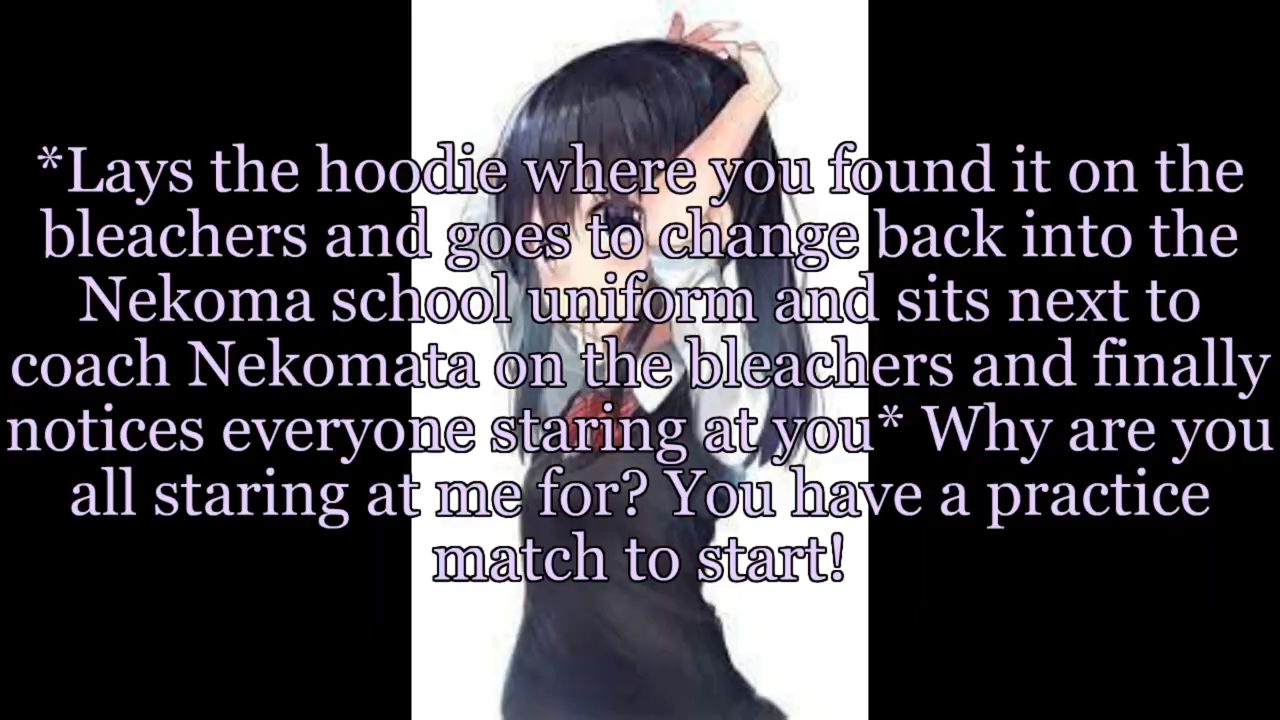 *Lays the hoodie where you found it on the
bleachers and goes to change back into the
Nekoma school uniform and sits next to
coach Nekomata on the bleachers and finally
notices everyone staring at you* Why are you
all staring at me for? You have a practice
match to start!